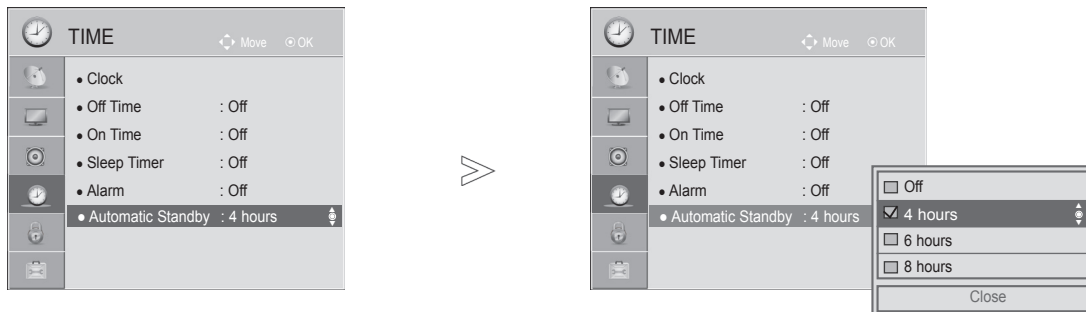 TIME Move OK
• Clock
• Off Time : Off
• On Time : Off
• Sleep Timer : Off
• Alarm : Off
• Automatic Standby : 4 hours
TIME Move OK
• Clock
• Off Time : Off
• On Time : Off
• Sleep Timer : Off
• Alarm : Off
• Automatic Standby : 4 hours
Off
4 hours
6 hours
8 hours
Close